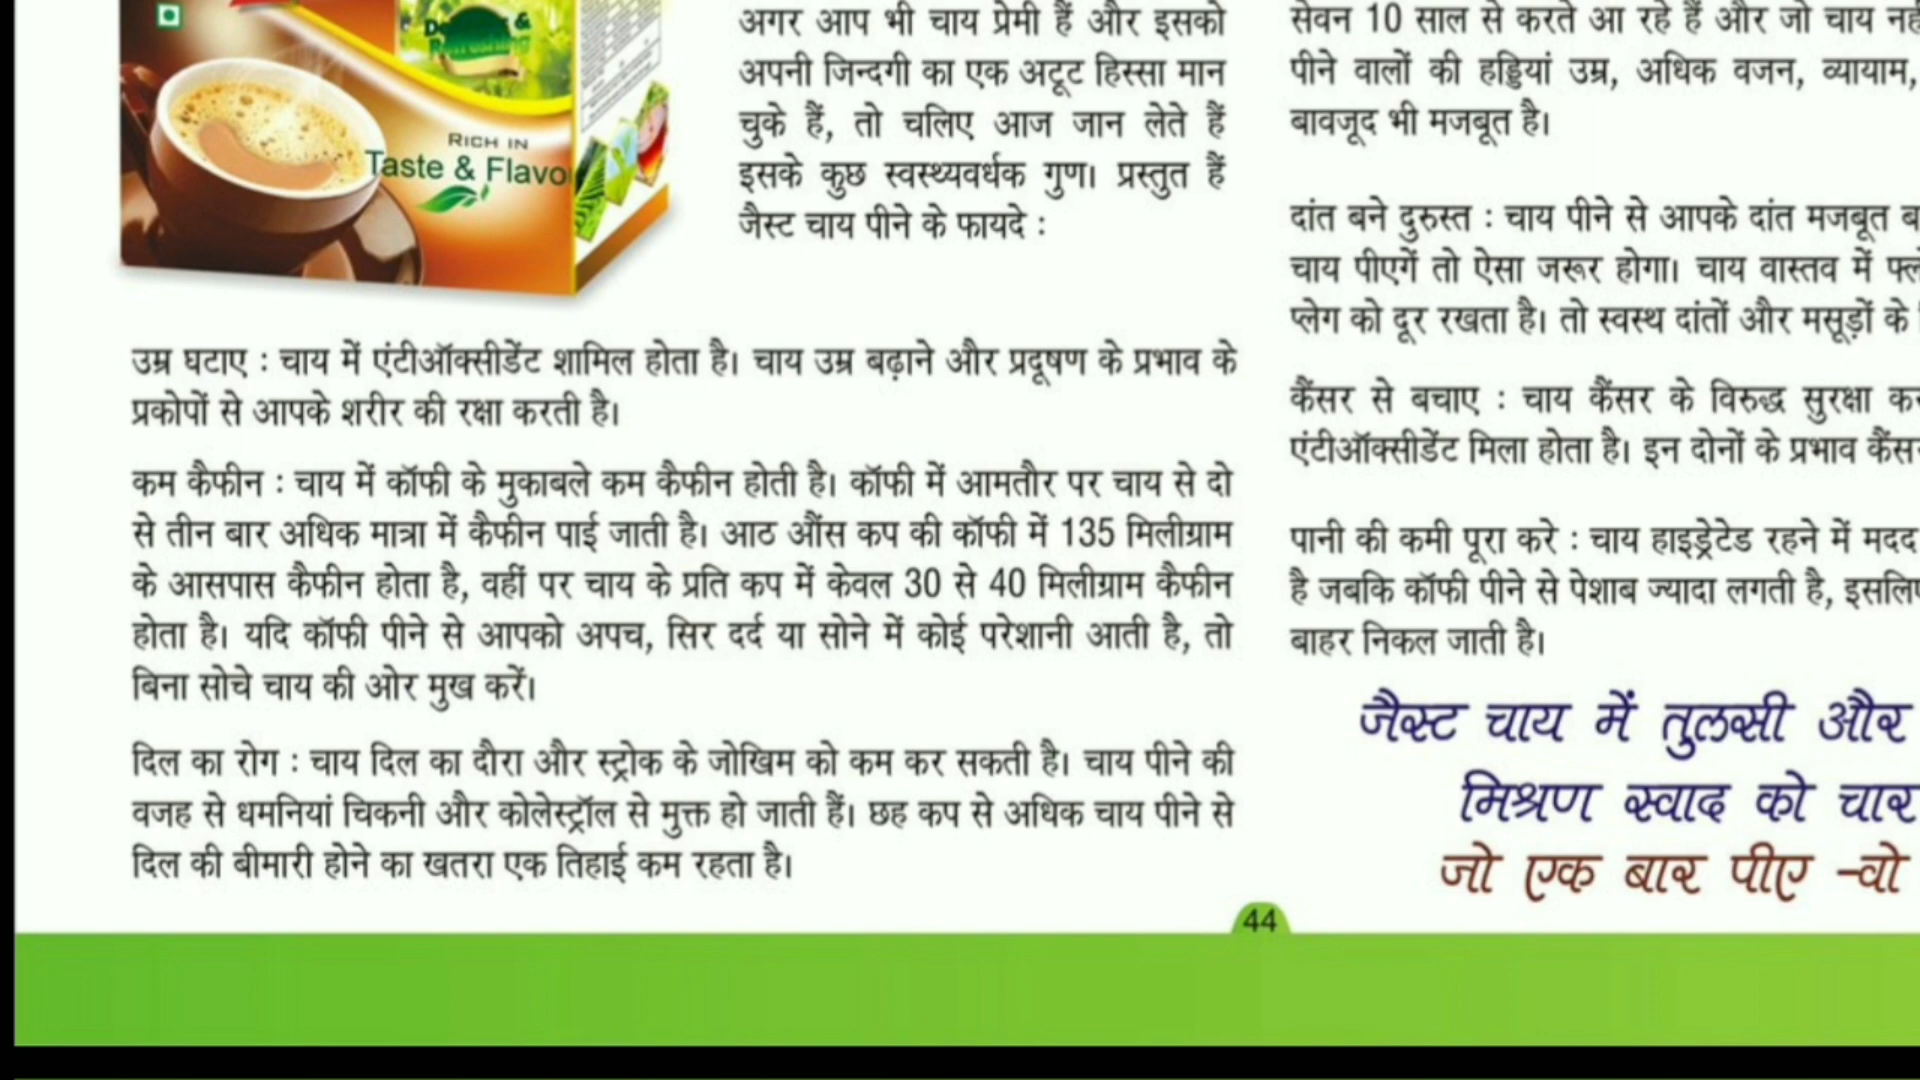 RICH IN
Taste & Flavo
अगर आप भी चाय प्रेमी हैं और इसको
अपनी जिन्दगी का एक अटूट हिस्सा मान
चुके हैं, तो चलिए आज जान लेते हैं
इसके कुछ स्वस्थ्यवर्धक गुण। प्रस्तुत हैं
जैस्ट चाय पीने के फायदे :
उम्र घटाए : चाय में एंटीऑक्सीडेंट शामिल होता है। चाय उम्र बढ़ाने और प्रदूषण के प्रभाव के
प्रकोपों से आपके शरीर की रक्षा करती है।
कम कैफीन : चाय में कॉफी के मुकाबले कम कैफीन होती है। कॉफी में आमतौर पर चाय से दो
से तीन बार अधिक मात्रा में कैफीन पाई जाती है। आठ औंस कप की कॉफी में 135 मिलीग्राम
के आसपास कैफीन होता है, वहीं पर चाय के प्रति कप में केवल 30 से 40 मिलीग्राम कैफीन
होता है। यदि कॉफी पीने से आपको अपच, सिर दर्द या सोने में कोई परेशानी आती है, तो
बिना सोचे चाय की ओर मुख करें।
दिल का रोग : चाय दिल का दौरा और स्ट्रोक के जोखिम को कम कर सकती है। चाय पीने की
वजह से धमनियां चिकनी और कोलेस्ट्रॉल से मुक्त हो जाती हैं। छह कप से अधिक चाय पीने से
दिल की बीमारी होने का खतरा एक तिहाई कम रहता है।
सेवन 10 साल से करते आ रहे हैं और जो चाय नह
पीने वालों की हड्डियां उम्र, अधिक वजन, व्यायाम,
बावजूद भी मजबूत है।
दांत बने दुरुस्त : चाय पीने से आपके दांत मजबूत ब
चाय पीएगें तो ऐसा जरूर होगा। चाय वास्तव में फ्ल
प्लेग को दूर रखता है। तो स्वस्थ दांतों और मसूड़ों के
कैंसर से बचाए : चाय कैंसर के विरुद्ध सुरक्षा कर
एंटीऑक्सीडेंट मिला होता है। इन दोनों के प्रभाव कैंस
पानी की कमी पूरा करे : चाय हाइड्रेटेड रहने में मदद
है जबकि कॉफी पीने से पेशाब ज्यादा लगती है, इसलिए
बाहर निकल जाती है।
जैस्ट चाय में तुलसी और
मिश्रण स्वाद को चार
जो एक बार पीए -वो
44